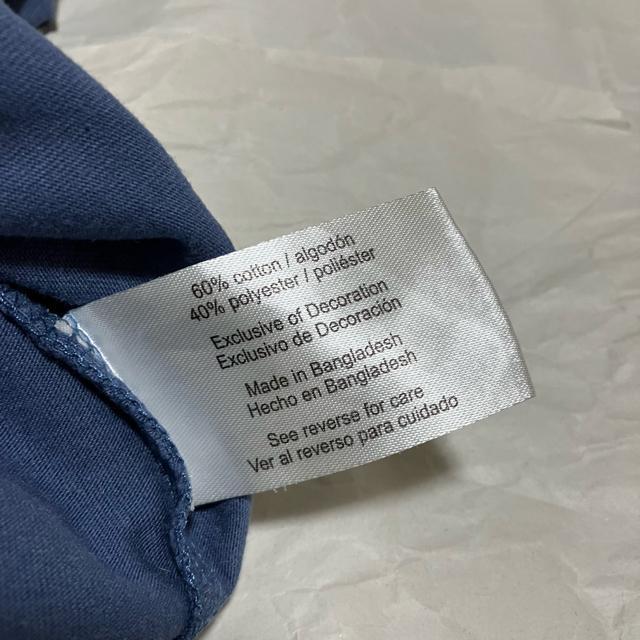 60% cotton / algodón
40% polyester / poliéster
Exclusive of Decoration
Exclusivo de Decoración
Made in Bangladesh
Hecho en Bangladesh
See reverse for care
Ver al reverso para cuidado